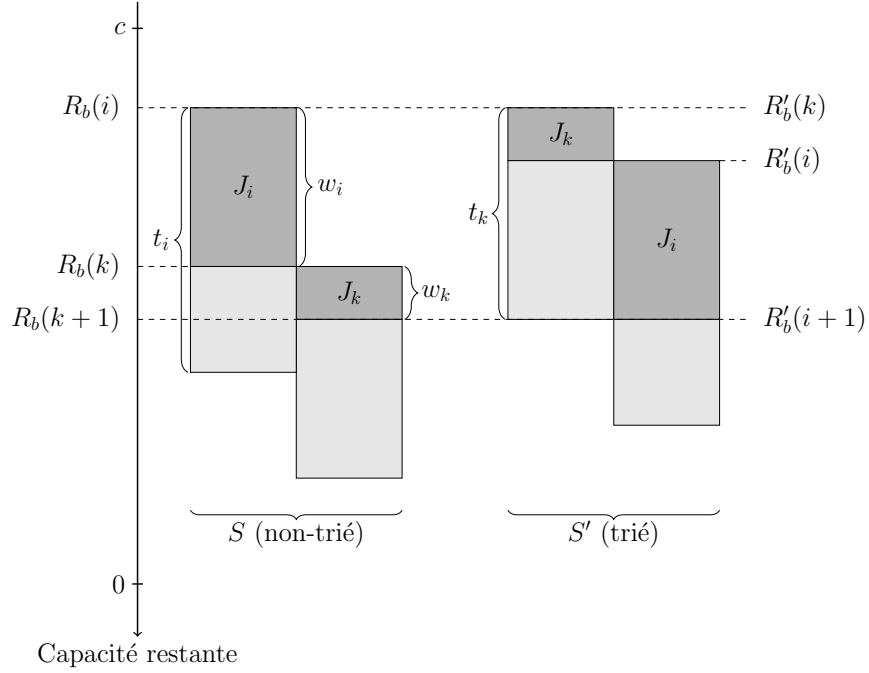 c
R_b(i)
R'_b(k)
J_k
R'_b(i)
J_i
w_i
t_k
t_i
J_i
R_b(k)
J_k
w_k
R_b(k + 1)
R'_b(i + 1)
S (non-trié)
S′ (trié)
0
Capacité restante